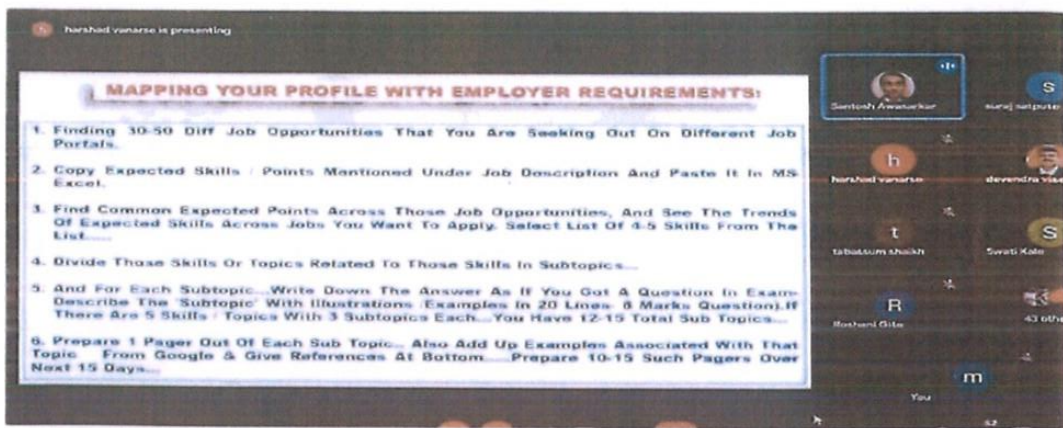 h harshad vanarse is presenting
MAPPING YOUR PROFILE WITH EMPLOYER REQUIREMENTS:
1. Finding 30-50 Diff Job Opportunities That You Are Seeking Out On Different Job
Portals.
2. Copy Expected Skills / Points Mentioned Under Job Description And Paste It In MS
Excel.
3. Find Common Expected Points Across Those Job Opportunities, And See The Trends
Of Expected Skills Across Jobs You Want To Apply. Select List Of 4-5 Skills From The
List.....
4. Divide Those Skills Or Topics Related To Those Skills In Subtopics...
5. And For Each Subtopic...Write Down The Answer As If You Got A Question In Exam-
Describe The 'Subtopic' With Illustrations /Examples In 20 Lines- 8 Marks Question).If
There Are 5 Skills / Topics With 3 Subtopics Each...You Have 12-15 Total Sub Topics...
6. Prepare 1 Pager Out Of Each Sub Topic... Also Add Up Examples Associated With That
Topic From Google & Give References At Bottom.... Prepare 10-15 Such Pagers Over
Next 15 Days...
Santosh Awasarkar
S
suraj satpute
h
harshad vanarse
devendra
t
tabassum shaikh
S
Swati Kale
R
Roshani Gite
K
43 oth
m
You